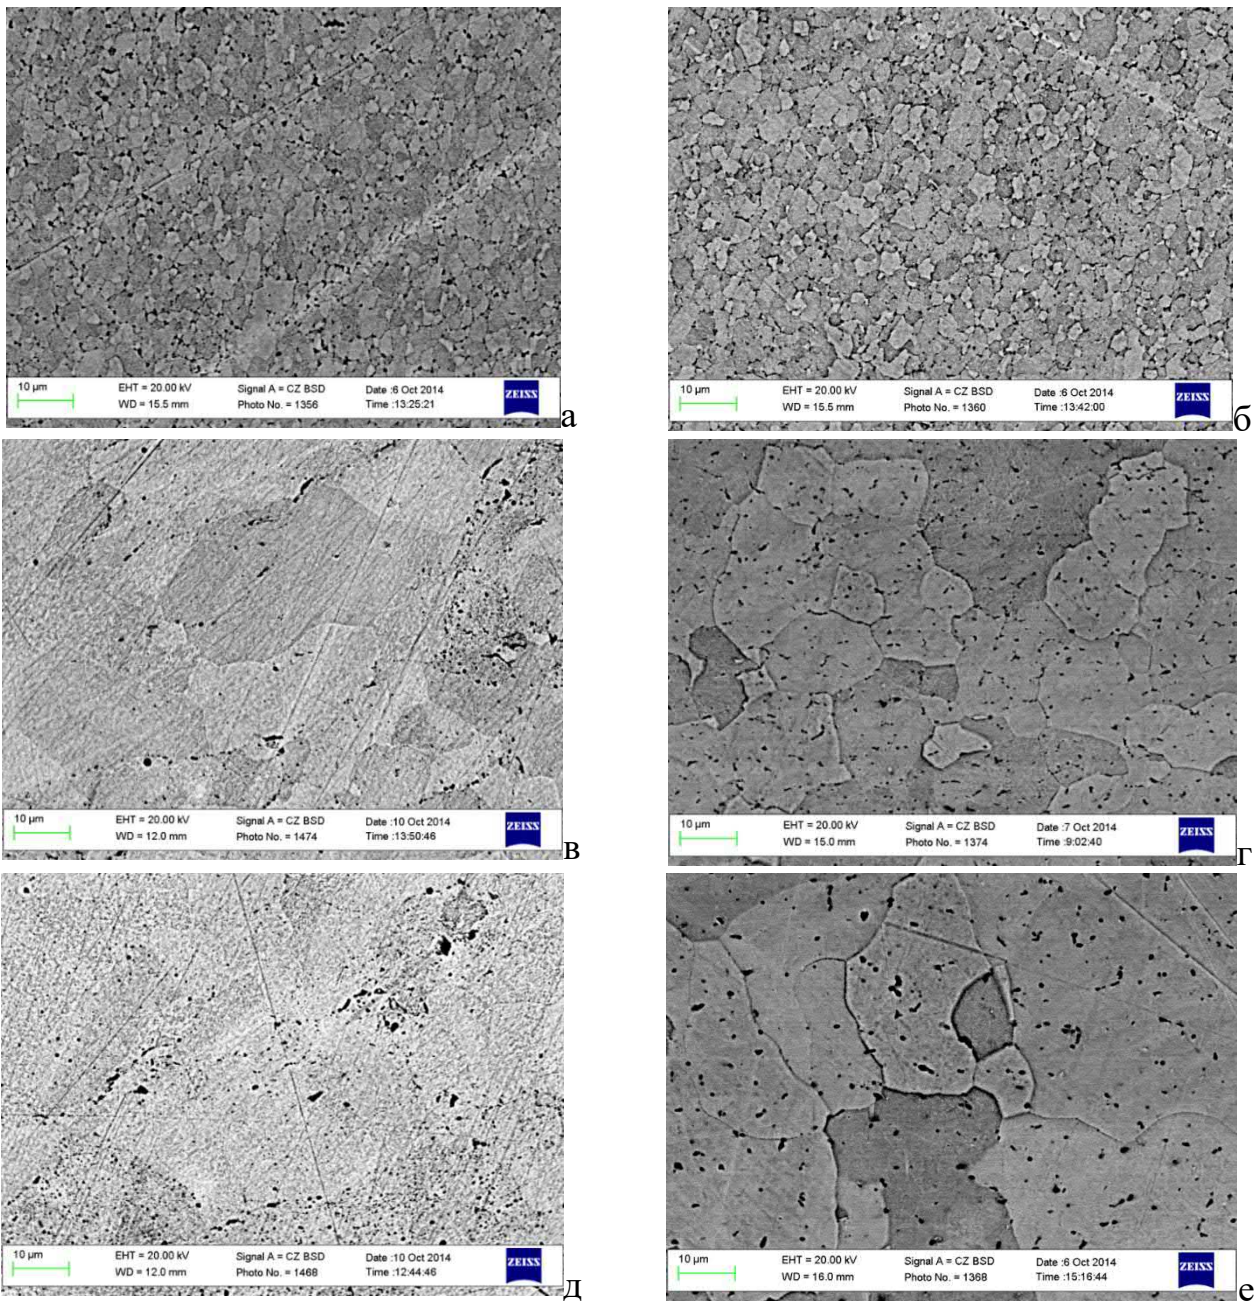 10 µm EHT = 20.00 kV Signal A = CZ BSD Date :6 Oct 2014 ZEISS
WD = 15.5 mm Photo No. = 1356 Time :13:25:21
а
10 µm EHT = 20.00 kV Signal A = CZ BSD Date :6 Oct 2014 ZEISS
WD = 15.5 mm Photo No. = 1360 Time :13:42:00
б
10 µm EHT = 20.00 kV Signal A = CZ BSD Date :10 Oct 2014 ZEISS
WD = 12.0 mm Photo No. = 1474 Time :13:50:46
в
10 µm EHT = 20.00 kV Signal A = CZ BSD Date :7 Oct 2014 ZEISS
WD = 15.0 mm Photo No. = 1374 Time :9:02:40
г
10 µm EHT = 20.00 kV Signal A = CZ BSD Date :10 Oct 2014 ZEISS
WD = 12.0 mm Photo No. = 1468 Time :12:44:46
д
10 µm EHT = 20.00 kV Signal A = CZ BSD Date :6 Oct 2014 ZEISS
WD = 16.0 mm Photo No. = 1368 Time :15:16:44
е